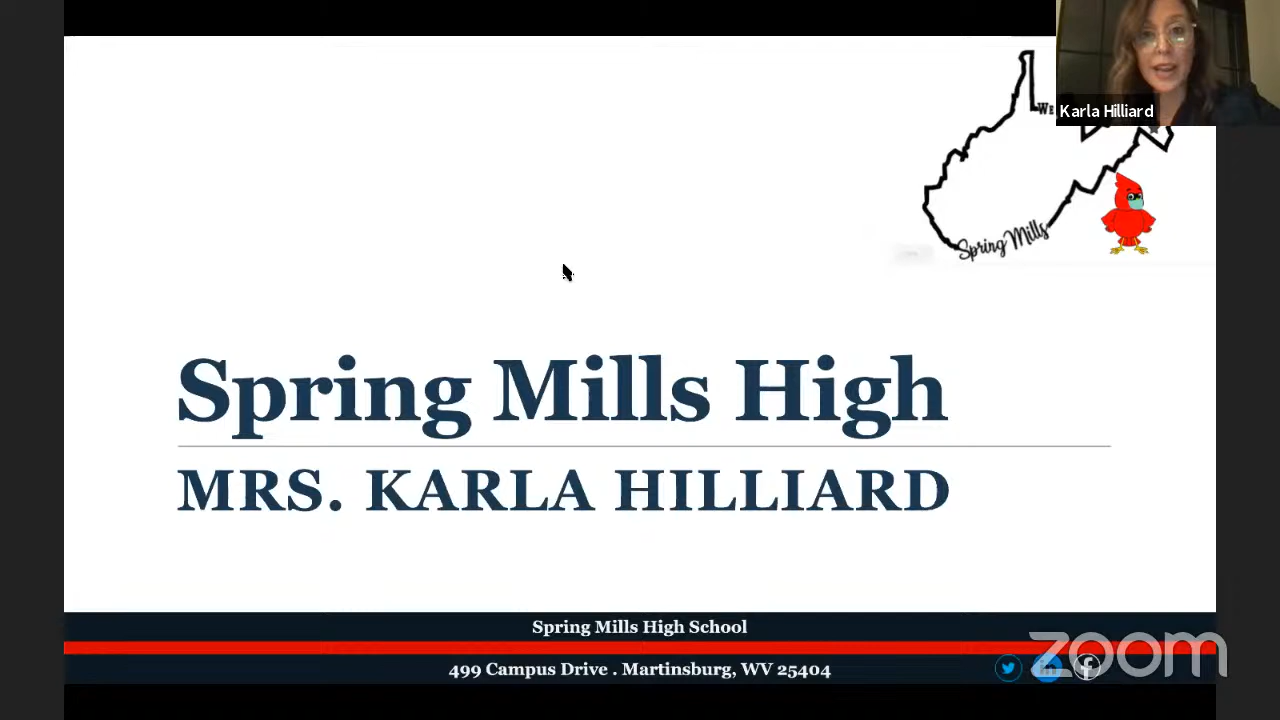 Karla Hilliard
Spring Mills
Spring Mills High
MRS. KARLA HILLIARD
Spring Mills High School
499 Campus Drive . Martinsburg, WV 25404
zoom